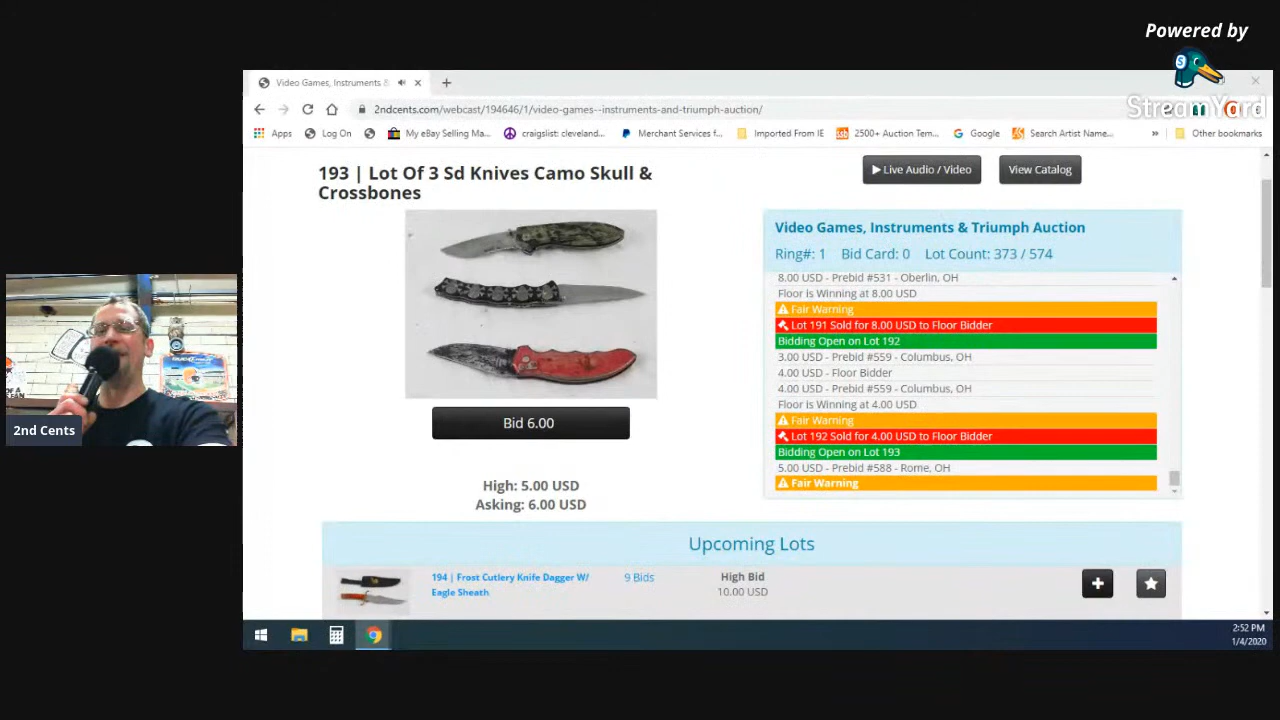 Powered by
StreamYard
Video Games, Instruments &
2ndcents.com/webcast/194646/1/video-games--instruments-and-triumph-auction/
Apps
Log On
My eBay Selling Ma...
craigslist: cleveland...
Merchant Services f...
Imported From IE
2500+ Auction Tem...
Google
Search Artist Name...
»
Other bookmarks
193 | Lot Of 3 Sd Knives Camo Skull &
Crossbones
Live Audio / Video
View Catalog
Bid 6.00
High: 5.00 USD
Asking: 6.00 USD
Video Games, Instruments & Triumph Auction
Ring#: 1 Bid Card: 0 Lot Count: 373 / 574
8.00 USD - Prebid #531 - Oberlin, OH
Floor is Winning at 8.00 USD
Fair Warning
Lot 191 Sold for 8.00 USD to Floor Bidder
Bidding Open on Lot 192
3.00 USD - Prebid #559 - Columbus, OH
4.00 USD - Floor Bidder
4.00 USD - Prebid #559 - Columbus, OH
Floor is Winning at 4.00 USD
Fair Warning
Lot 192 Sold for 4.00 USD to Floor Bidder
Bidding Open on Lot 193
5.00 USD - Prebid #588 - Rome, OH
Fair Warning
2nd Cents
Upcoming Lots
194 | Frost Cutlery Knife Dagger W/
Eagle Sheath
9 Bids
High Bid
10.00 USD
2:52 PM
1/4/2020